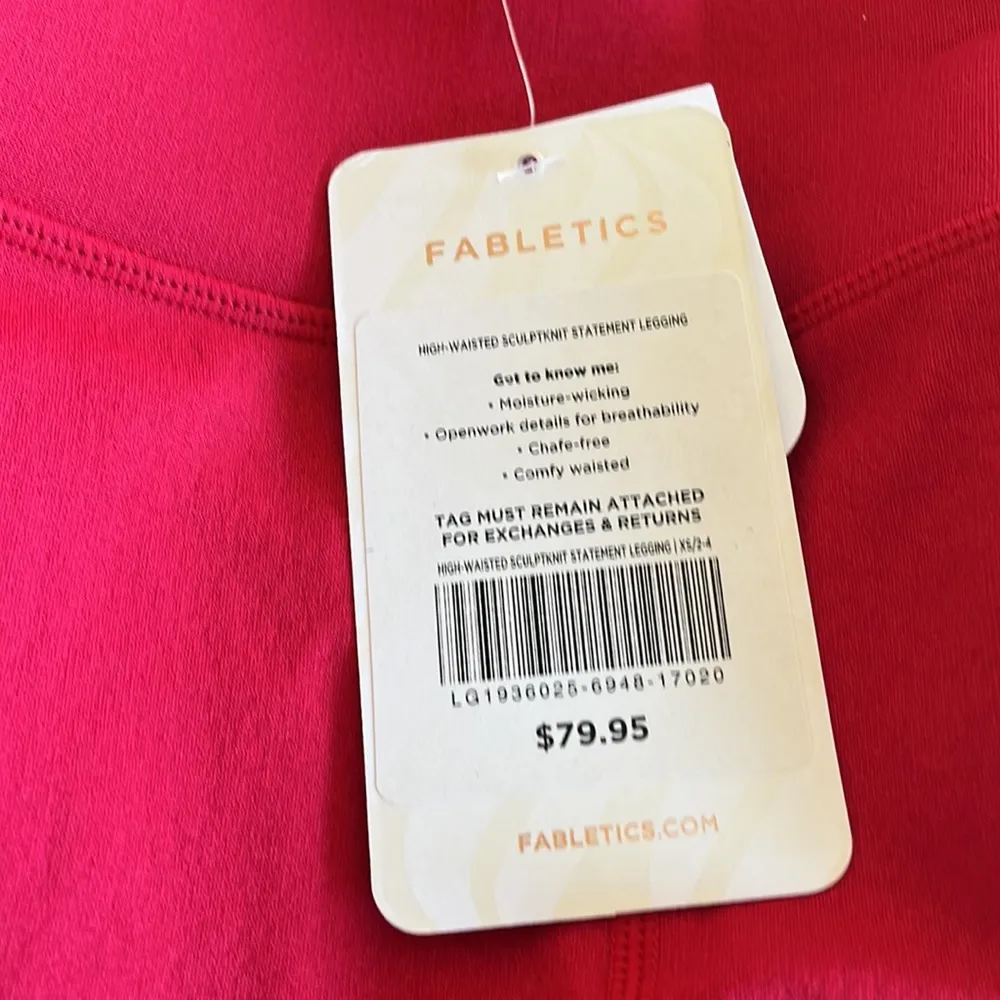 FABLETICS
HIGH-WAISTED SCULPTKNIT STATEMENT LEGGING
Get to know me:
• Moisture-wicking
• Openwork details for breathability
• Chafe-free
• Comfy waisted
TAG MUST REMAIN ATTACHED
FOR EXCHANGES & RETURNS
HIGH-WAISTED SCULPTKNIT STATEMENT LEGGING | XS/2-4
LG1936025-6948-17020
$79.95
FABLETICS.COM